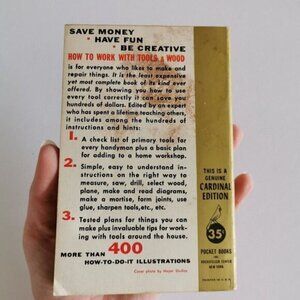 SAVE MONEY
• HAVE FUN
• BE CREATIVE
HOW TO WORK WITH TOOLS & WOOD
is for everyone who likes to make and
repair things. It is the least expensive
yet most complete book of its kind ever
offered. By showing you how to use
every tool correctly it can save you
hundreds of dollars. Edited by an expert
who has spent a lifetime teaching others,
it includes among the hundreds of
instructions and hints:
1. A check list of primary tools for
every handyman plus a basic plan
for adding to a home workshop.
2. Simple, easy to understand in-
structions on the right way to
measure, saw, drill, select wood,
plane, make and read diagrams,
make a mortise, form joints, use
glue, sharpen tools, etc., etc.
3. Tested plans for things you can
make plus invaluable tips for work-
ing with tools around the house.
MORE THAN 400
HOW-TO-DO-IT ILLUSTRATIONS
Cover photo by Major Studios
THIS IS A
GENUINE
CARDINAL
EDITION
35¢
POCKET BOOKS INC.
ROCKEFELLER CENTER
NEW YORK
PRINTED IN U.S.A.